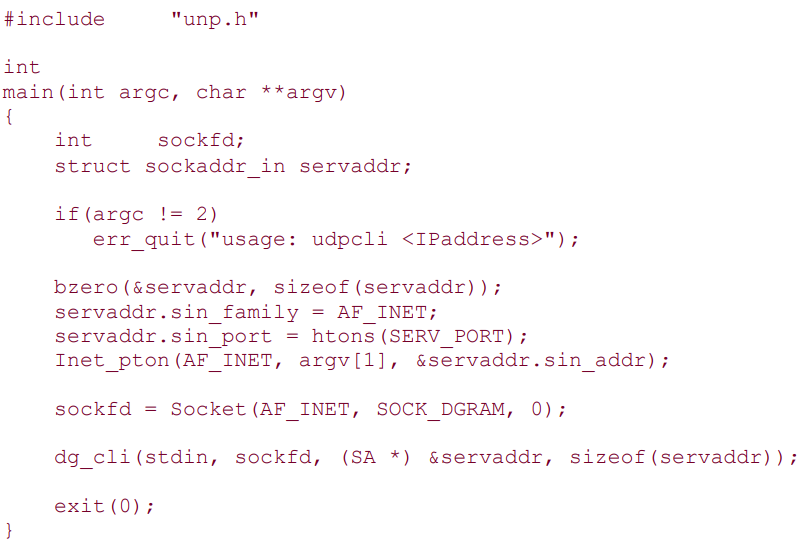 #include     "unp.h"
int
main(int argc, char **argv)
{
    int     sockfd;
    struct sockaddr_in servaddr;
    if(argc != 2)
       err_quit("usage: udpcli <IPaddress>");
    bzero(&servaddr, sizeof(servaddr));
    servaddr.sin_family = AF_INET;
    servaddr.sin_port = htons(SERV_PORT);
    Inet_pton(AF_INET, argv[1], &servaddr.sin_addr);
    sockfd = Socket(AF_INET, SOCK_DGRAM, 0);
    dg_cli(stdin, sockfd, (SA *) &servaddr, sizeof(servaddr));
    exit(0);
}